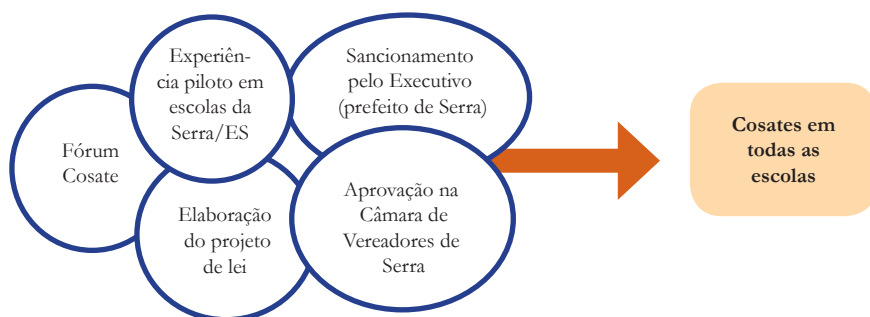 Fórum
Cosate
Experiên-
cia piloto em
escolas da
Serra/ES
Elaboração
do projeto
de lei
Sancionamento
pelo Executivo
(prefeito de Serra)
Aprovação na
Câmara de
Vereadores de
Serra
Cosates em
todas as
escolas